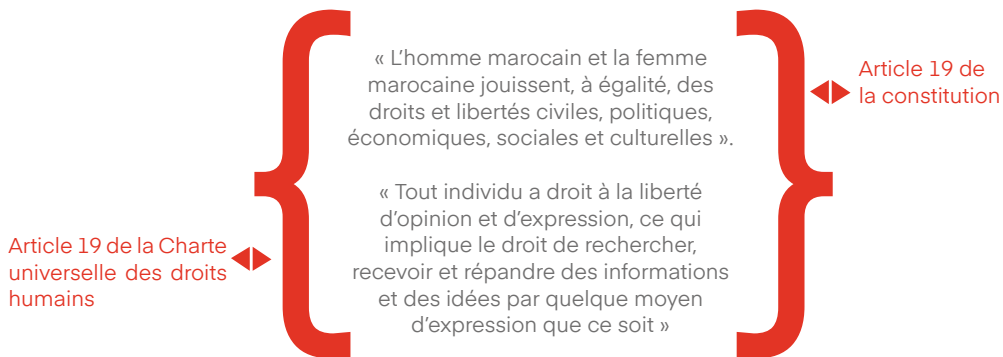 « L'homme marocain et la femme
marocaine jouissent, à égalité, des
droits et libertés civiles, politiques,
économiques, sociales et culturelles ».
Article 19 de
la constitution
« Tout individu a droit à la liberté
d'opinion et d'expression, ce qui
implique le droit de rechercher,
recevoir et répandre des informations
et des idées par quelque moyen
d'expression que ce soit »
Article 19 de la Charte
universelle des droits
humains